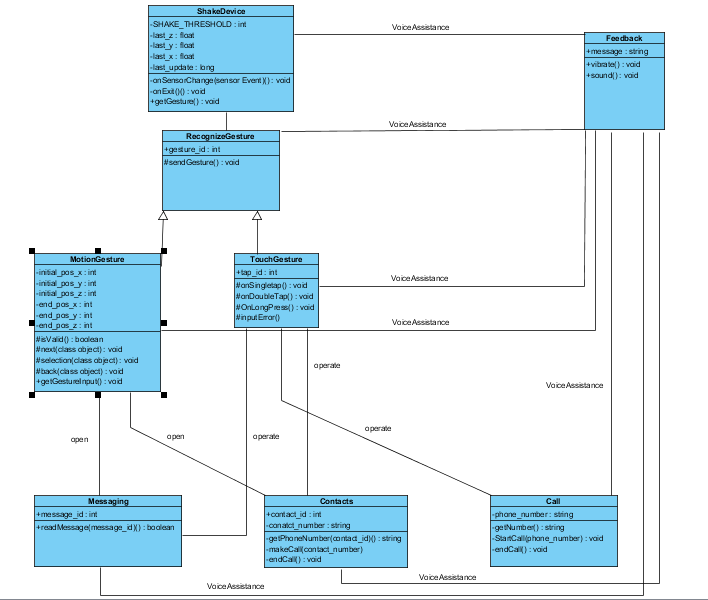 ShakeDevice
-SHAKE_THRESHOLD : int
-last_z : float
-last_y : float
-last_x : float
-last_update : long
-onSensorChange(sensor Event)() : void
-onExit()() : void
+getGesture() : void
VoiceAssistance
Feedback
+message : string
+vibrate() : void
+sound() : void
VoiceAssistance
RecognizeGesture
+gesture_id : int
#sendGesture() : void
MotionGesture
-initial_pos_x : int
-initial_pos_y : int
-initial_pos_z : int
-end_pos_x : int
-end_pos_y : int
-end_pos_z : int
#isValid() : boolean
#next(class object) : void
#selection(class object) : void
#back(class object) : void
+getGestureInput() : void
TouchGesture
+tap_id : int
#onSingletap() : void
#onDoubleTap() : void
#OnLongPress() : void
#inputError()
VoiceAssistance
VoiceAssistance
operate
VoiceAssistance
open
open
operate
operate
Messaging
+message_id : int
+readMessage(message_id)() : boolean
Contacts
+contact_id : int
-conatct_number : string
-getPhoneNumber(contact_id)() : string
-makeCall(contact_number)
-endCall() : void
Call
-phone_number : string
-getNumber() : string
-StartCall(phone_number) : void
-endCall() : void
VoiceAssistance
VoiceAssistance